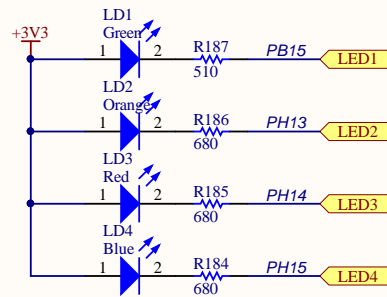 LD1
Green
+3V3
1
2
R187
510
PB15
LED1
LD2
Orange
1
2
R186
680
PH13
LED2
LD3
Red
1
2
R185
680
PH14
LED3
LD4
Blue
1
2
R184
680
PH15
LED4